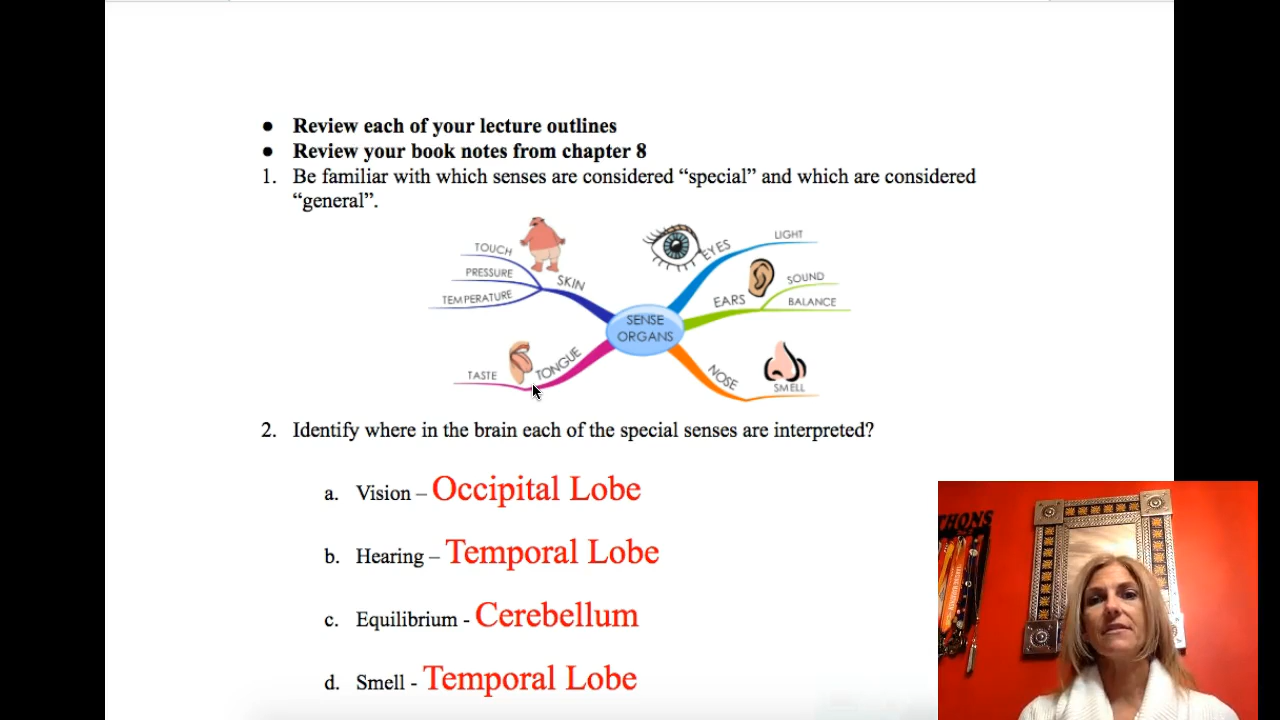 ● Review each of your lecture outlines
● Review your book notes from chapter 8
1. Be familiar with which senses are considered “special” and which are considered
“general”.
TOUCH
PRESSURE
TEMPERATURE
SKIN
EYES
LIGHT
EARS
SOUND
BALANCE
SENSE
ORGANS
TASTE
TONGUE
NOSE
SMELL
2. Identify where in the brain each of the special senses are interpreted?
a. Vision – Occipital Lobe
b. Hearing – Temporal Lobe
c. Equilibrium - Cerebellum
d. Smell - Temporal Lobe
THONS